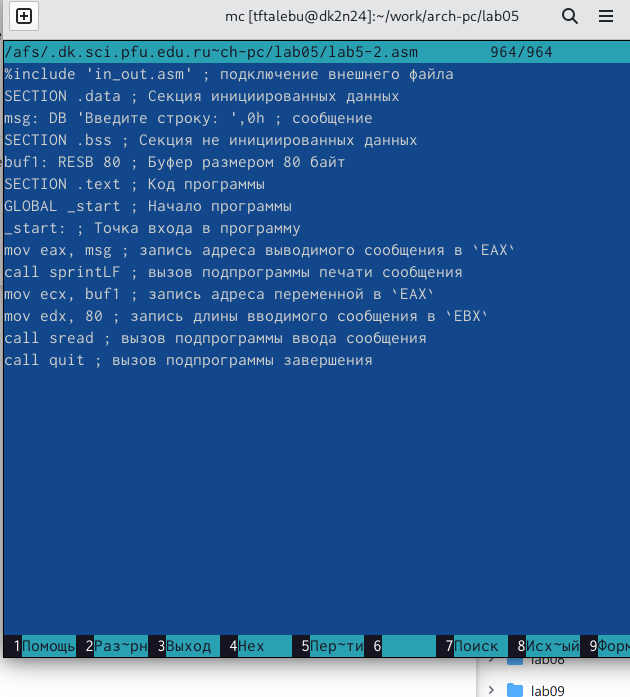 mc [tftalebu@dk2n24]:~/work/arch-pc/lab05
/afs/.dk.sci.pfu.edu.ru~ch-pc/lab05/lab5-2.asm 964/964
%include 'in_out.asm' ; подключение внешнего файла
SECTION .data ; Секция инициированных данных
msg: DB 'Введите строку: ',0h ; сообщение
SECTION .bss ; Секция не инициированных данных
buf1: RESB 80 ; Буфер размером 80 байт
SECTION .text ; Код программы
GLOBAL _start ; Начало программы
_start: ; Точка входа в программу
mov eax, msg ; запись адреса выводимого сообщения в `EAX`
call sprintLF ; вызов подпрограммы печати сообщения
mov ecx, buf1 ; запись адреса переменной в `EAX`
mov edx, 80 ; запись длины вводимого сообщения в `EBX`
call sread ; вызов подпрограммы ввода сообщения
call quit ; вызов подпрограммы завершения
1Помощь 2Раз~рн 3Выход 4Hex 5Пер~ти 6 7Поиск 8Исх~ый 9Форм
lab08
lab09